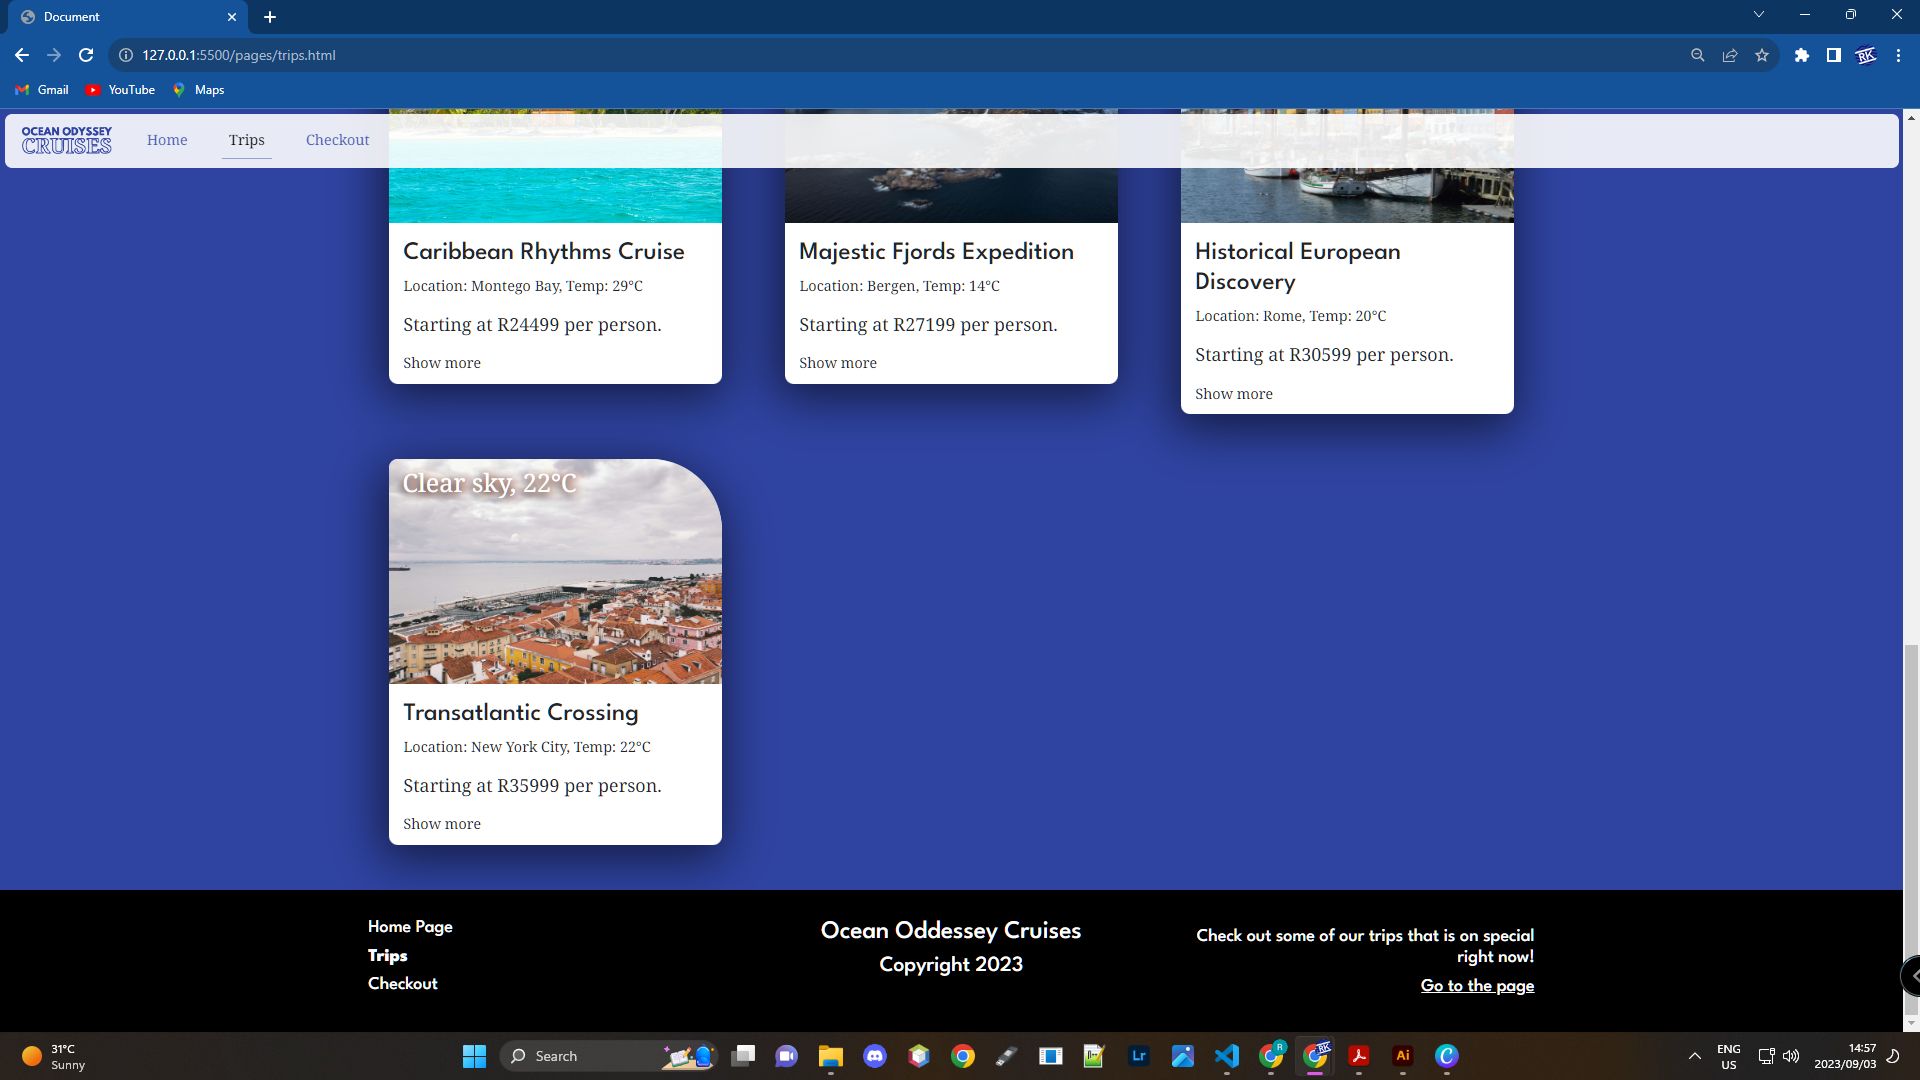 Document
127.0.0.1:5500/pages/trips.html
RK
Gmail
YouTube
Maps
OCEAN ODYSSEY
CRUISES
Home
Trips
Checkout
Caribbean Rhythms Cruise
Location: Montego Bay, Temp: 29°C
Starting at R24499 per person.
Show more
Majestic Fjords Expedition
Location: Bergen, Temp: 14°C
Starting at R27199 per person.
Show more
Historical European
Discovery
Location: Rome, Temp: 20°C
Starting at R30599 per person.
Show more
Clear sky, 22°C
Transatlantic Crossing
Location: New York City, Temp: 22°C
Starting at R35999 per person.
Show more
Home Page
Trips
Checkout
Ocean Oddessey Cruises
Copyright 2023
Check out some of our trips that is on special
right now!
Go to the page
31°C
Sunny
Search
Lr
R
RK
Ai
C
ENG
US
14:57
2023/09/03